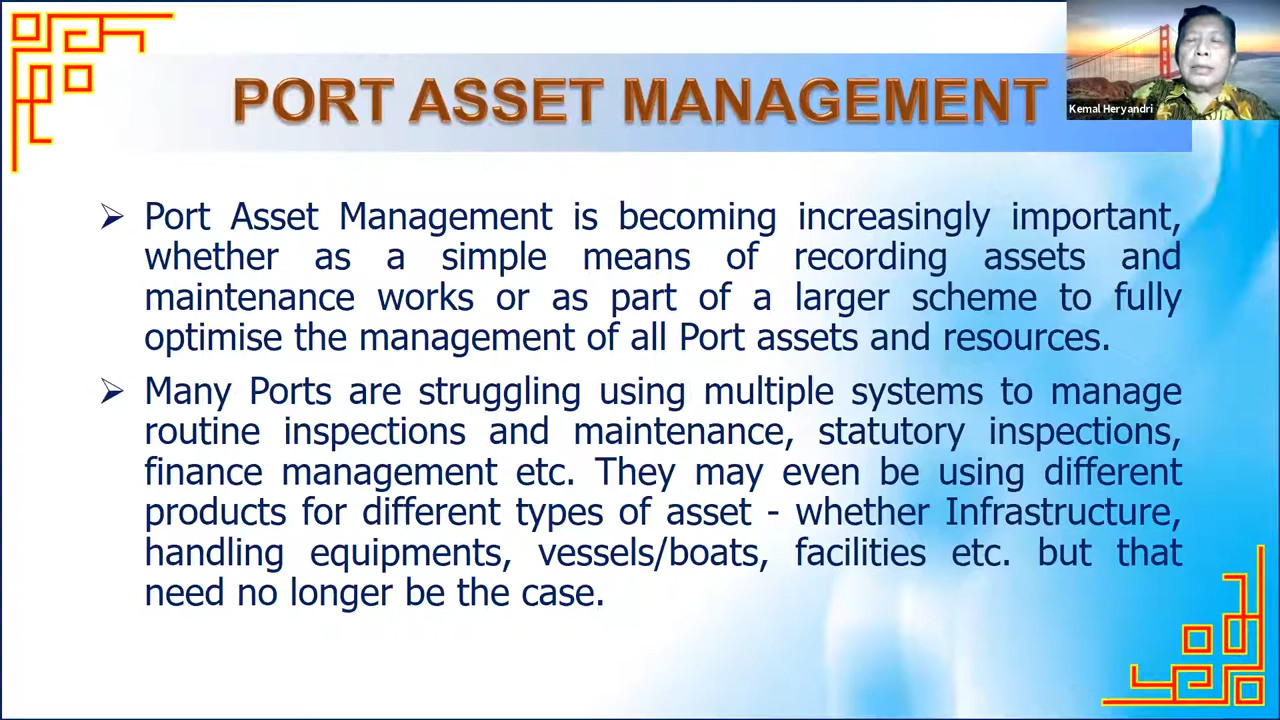 PORT ASSET MANAGEMENT
Kemal Heryandri
Port Asset Management is becoming increasingly important,
whether as a simple means of recording assets and
maintenance works or as part of a larger scheme to fully
optimise the management of all Port assets and resources.
Many Ports are struggling using multiple systems to manage
routine inspections and maintenance, statutory inspections,
finance management etc. They may even be using different
products for different types of asset - whether Infrastructure,
handling equipments, vessels/boats, facilities etc. but that
need no longer be the case.